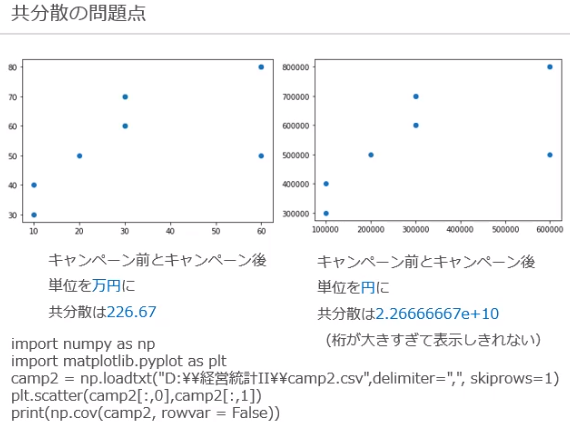 共分散の問題点
80
70
60
50
40
30
10 20 30 40 50 60
800000
700000
600000
500000
400000
300000
100000 200000 300000 400000 500000 600000
キャンペーン前とキャンペーン後
単位を万円に
共分散は226.67
キャンペーン前とキャンペーン後
単位を円に
共分散は2.26666667e+10
（桁が大きすぎて表示しきれない）
import numpy as np
import matplotlib.pyplot as plt
camp2 = np.loadtxt("D:¥¥経営統計II¥¥camp2.csv",delimiter=",", skiprows=1)
plt.scatter(camp2[:,0],camp2[:,1])
print(np.cov(camp2, rowvar = False))